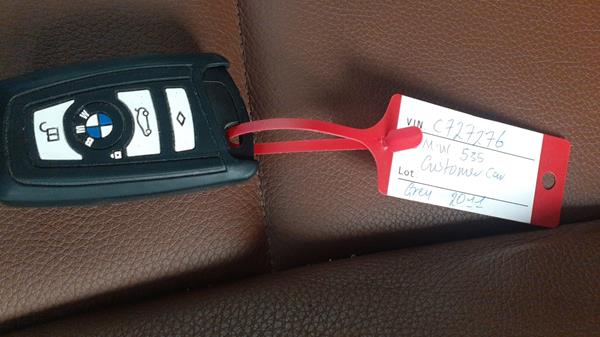 BMW
VIN C727276
M.W 535
Customer Car
Lot
Grey 2011